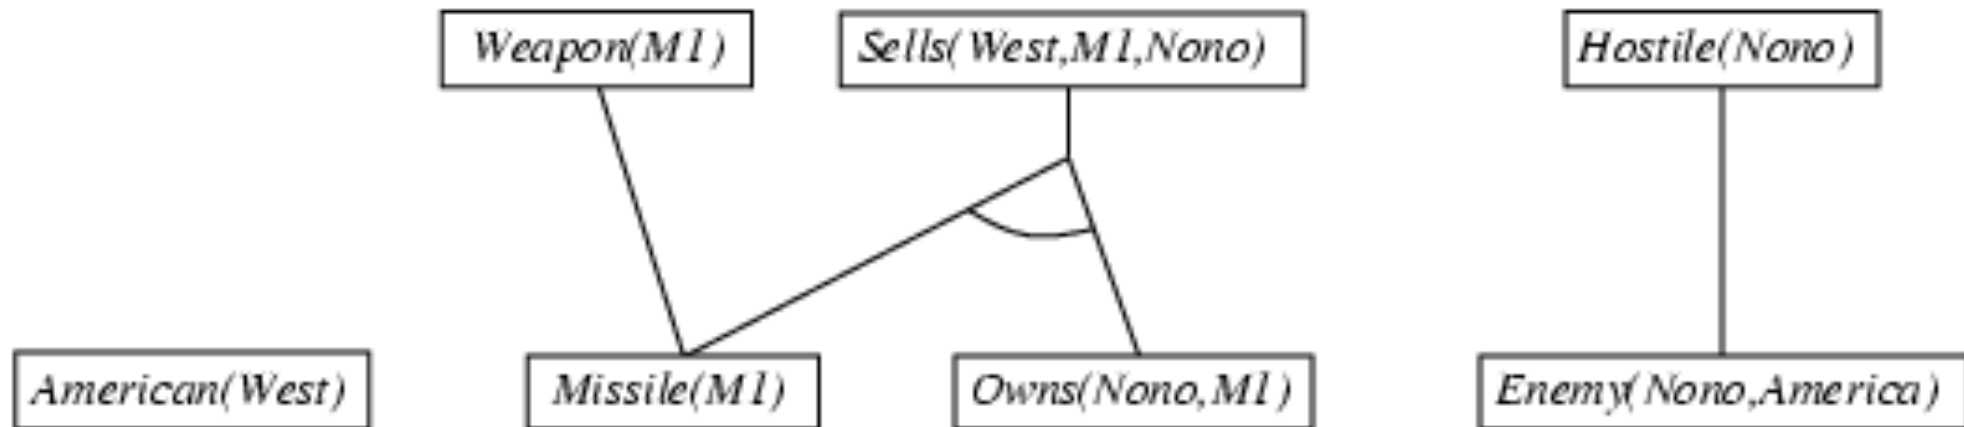 Weapon(M1)
Sells(West,M1,Nono)
Hostile(Nono)
American(West)
Missile(M1)
Owns(Nono,M1)
Enemy(Nono,America)